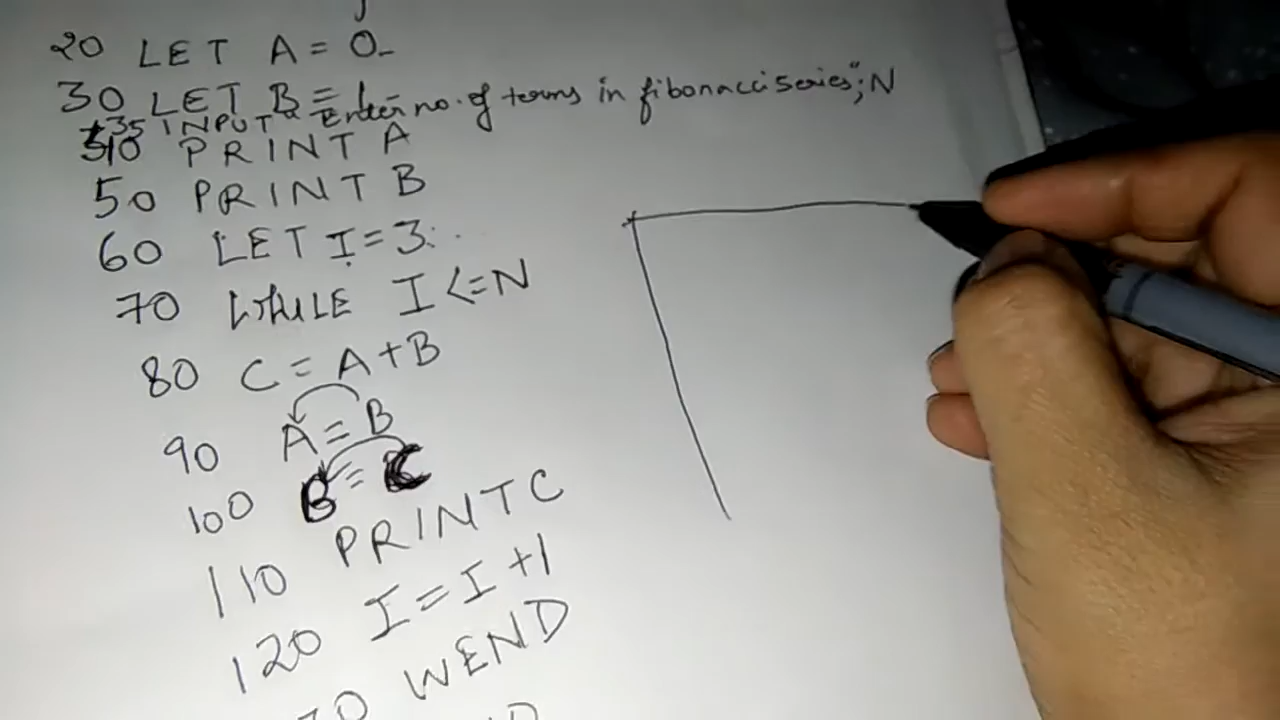 20 LET A = 0
30 LET B = 1
35 INPUT "Enter no. of terms in fibonacci series"; N
40 PRINT A
50 PRINT B
60 LET I = 3
70 WHILE I <= N
80 C = A + B
90 A = B
100 B = C
110 PRINT C
120 I = I + 1
WEND